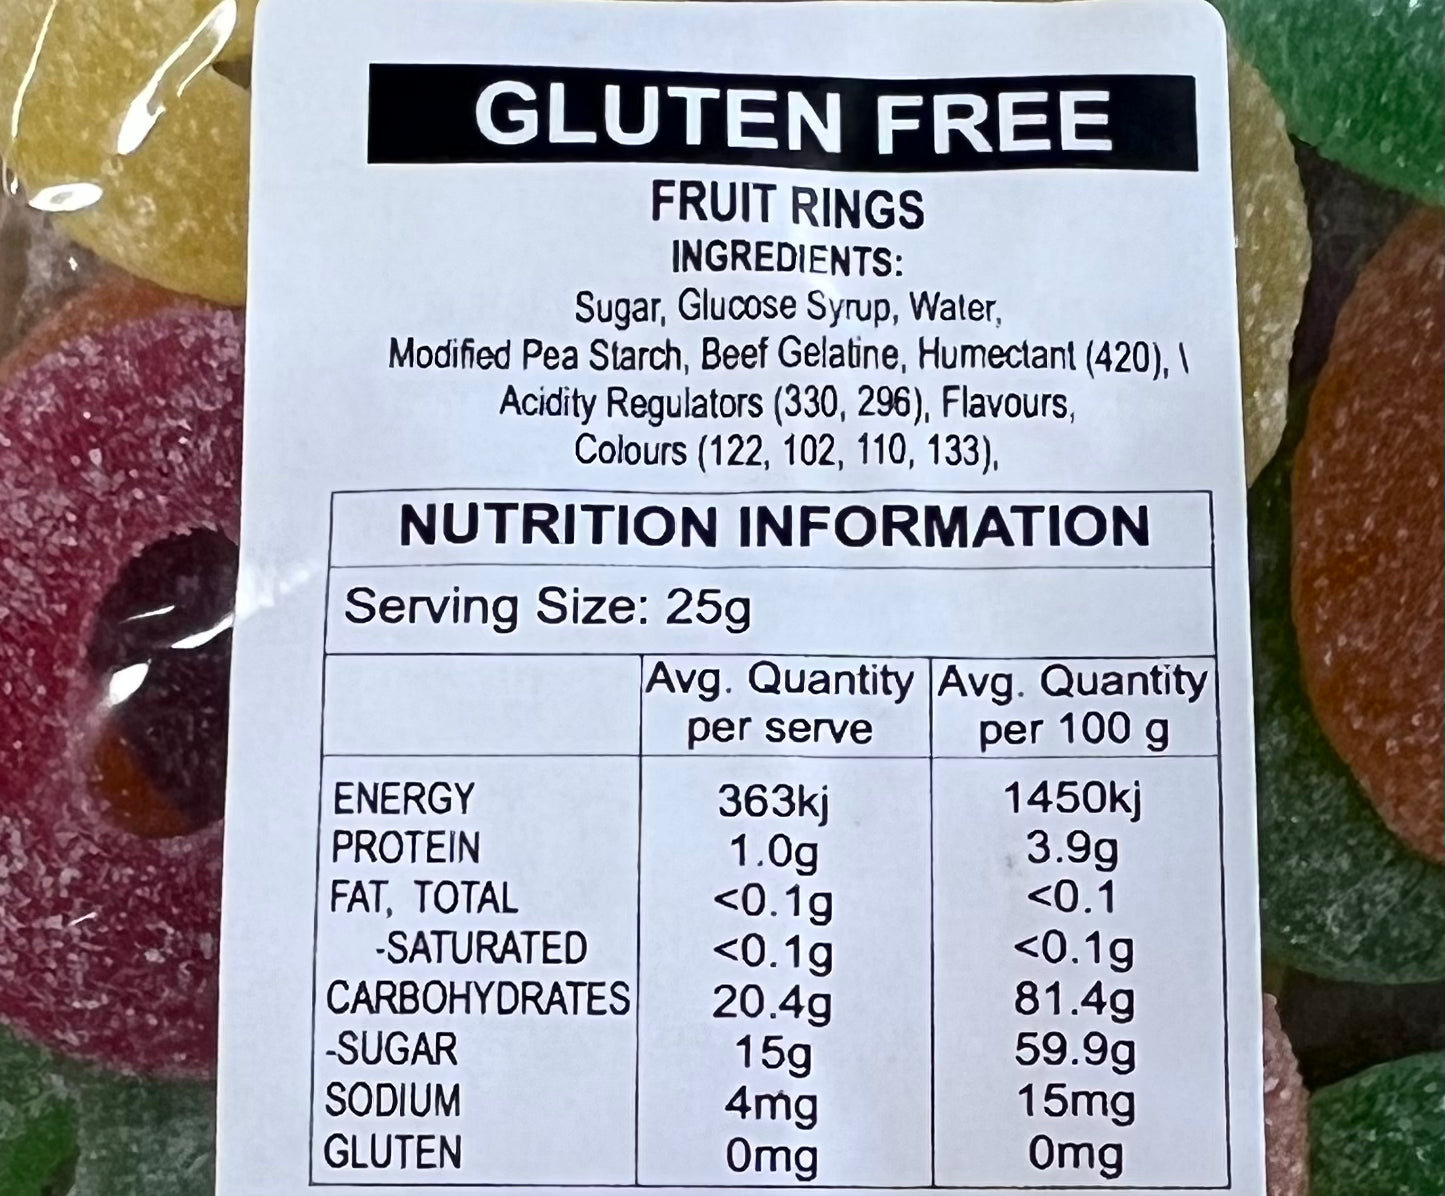 GLUTEN FREE
FRUIT RINGS
INGREDIENTS:
Sugar, Glucose Syrup, Water,
Modified Pea Starch, Beef Gelatine, Humectant (420), \
Acidity Regulators (330, 296), Flavours,
Colours (122, 102, 110, 133),
NUTRITION INFORMATION
Serving Size: 25g
Avg. Quantity per serve Avg. Quantity per 100 g
ENERGY 363kj 1450kj
PROTEIN 1.0g 3.9g
FAT, TOTAL <0.1g <0.1
-SATURATED <0.1g <0.1g
CARBOHYDRATES 20.4g 81.4g
-SUGAR 15g 59.9g
SODIUM 4mg 15mg
GLUTEN 0mg 0mg